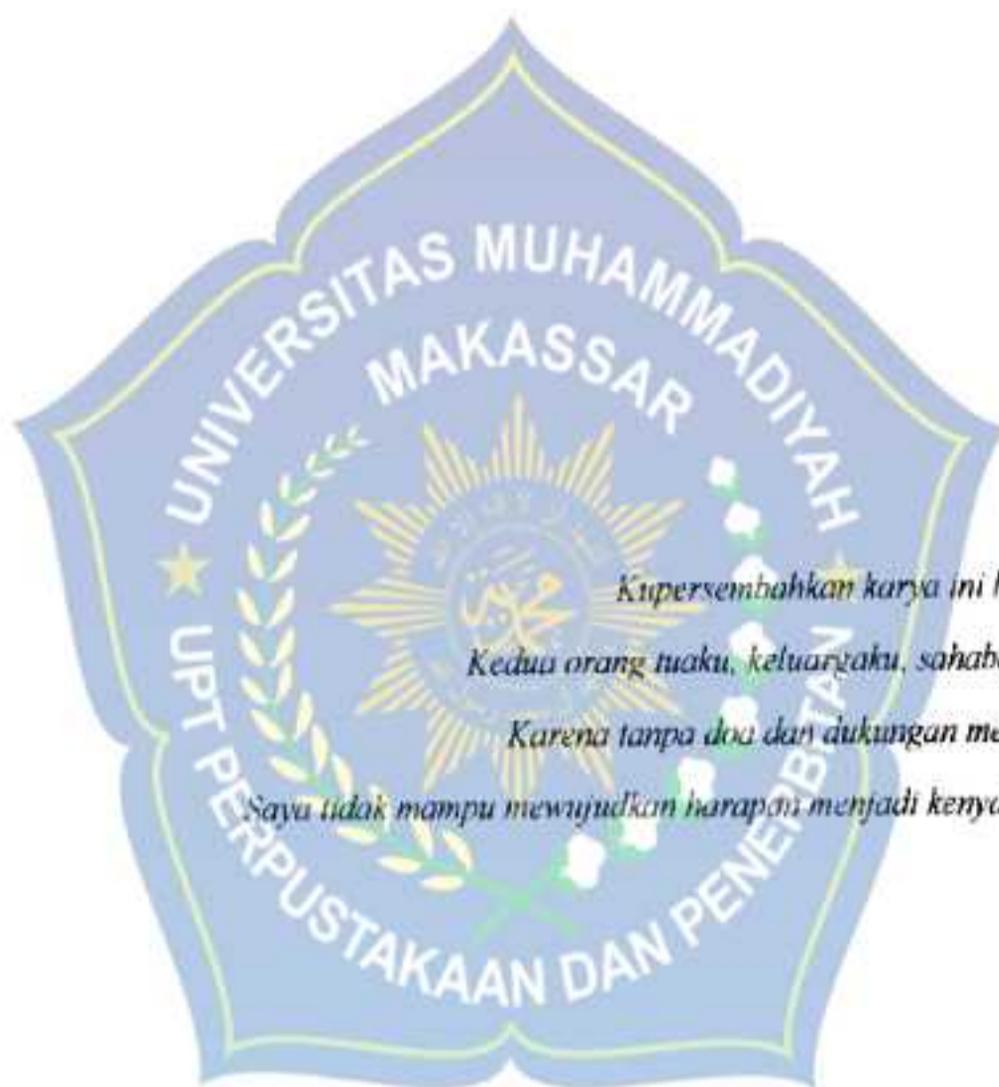 UNIVERSITAS MUHAMMADIYAH
MAKASSAR
Kupersembahkan karya ini
Kedua orang tuaku, keluargaku,
Karena tanpa doa dan dukungan
Saya tidak mampu mewujudkan harapan menjadi
UPT PERPUSTAKAAN DAN PENERBITAN